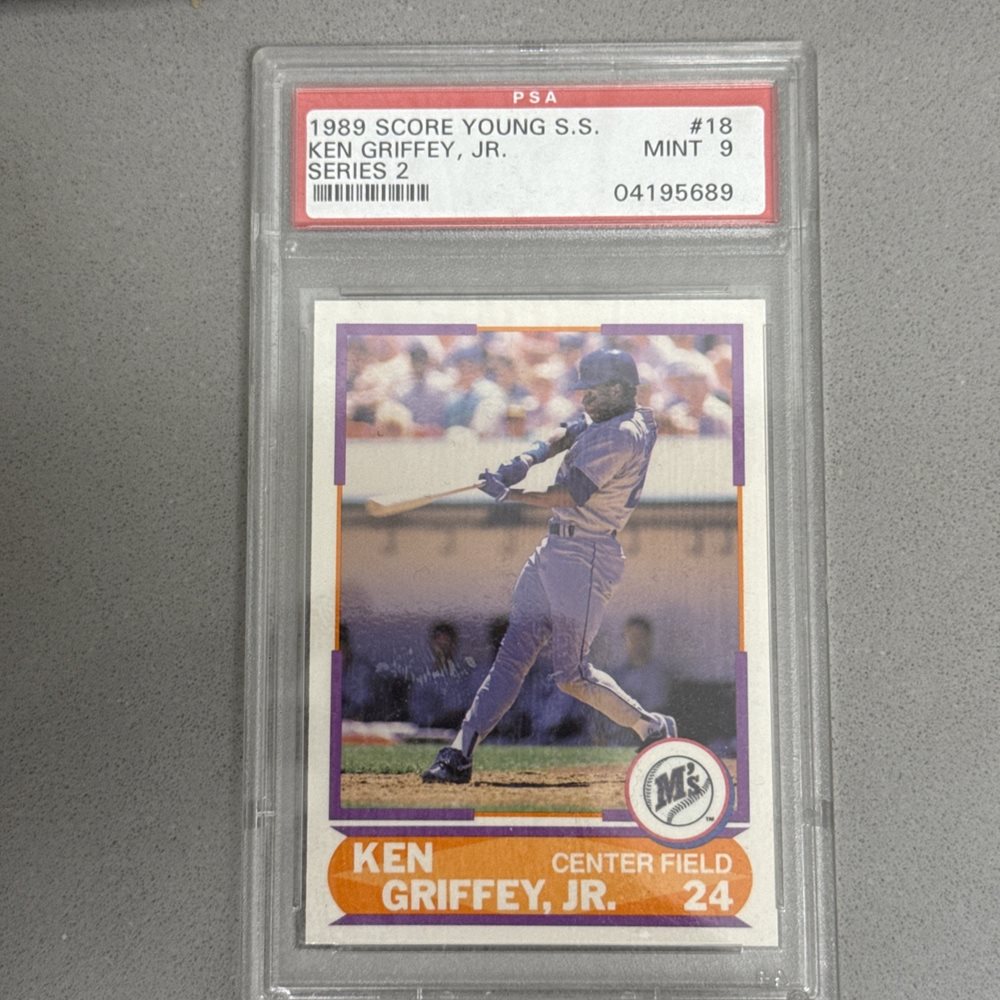 PSA
1989 SCORE YOUNG S.S. #18
KEN GRIFFEY, JR. MINT 9
SERIES 2
04195689
M's
TM
KEN CENTER FIELD
GRIFFEY, JR. 24